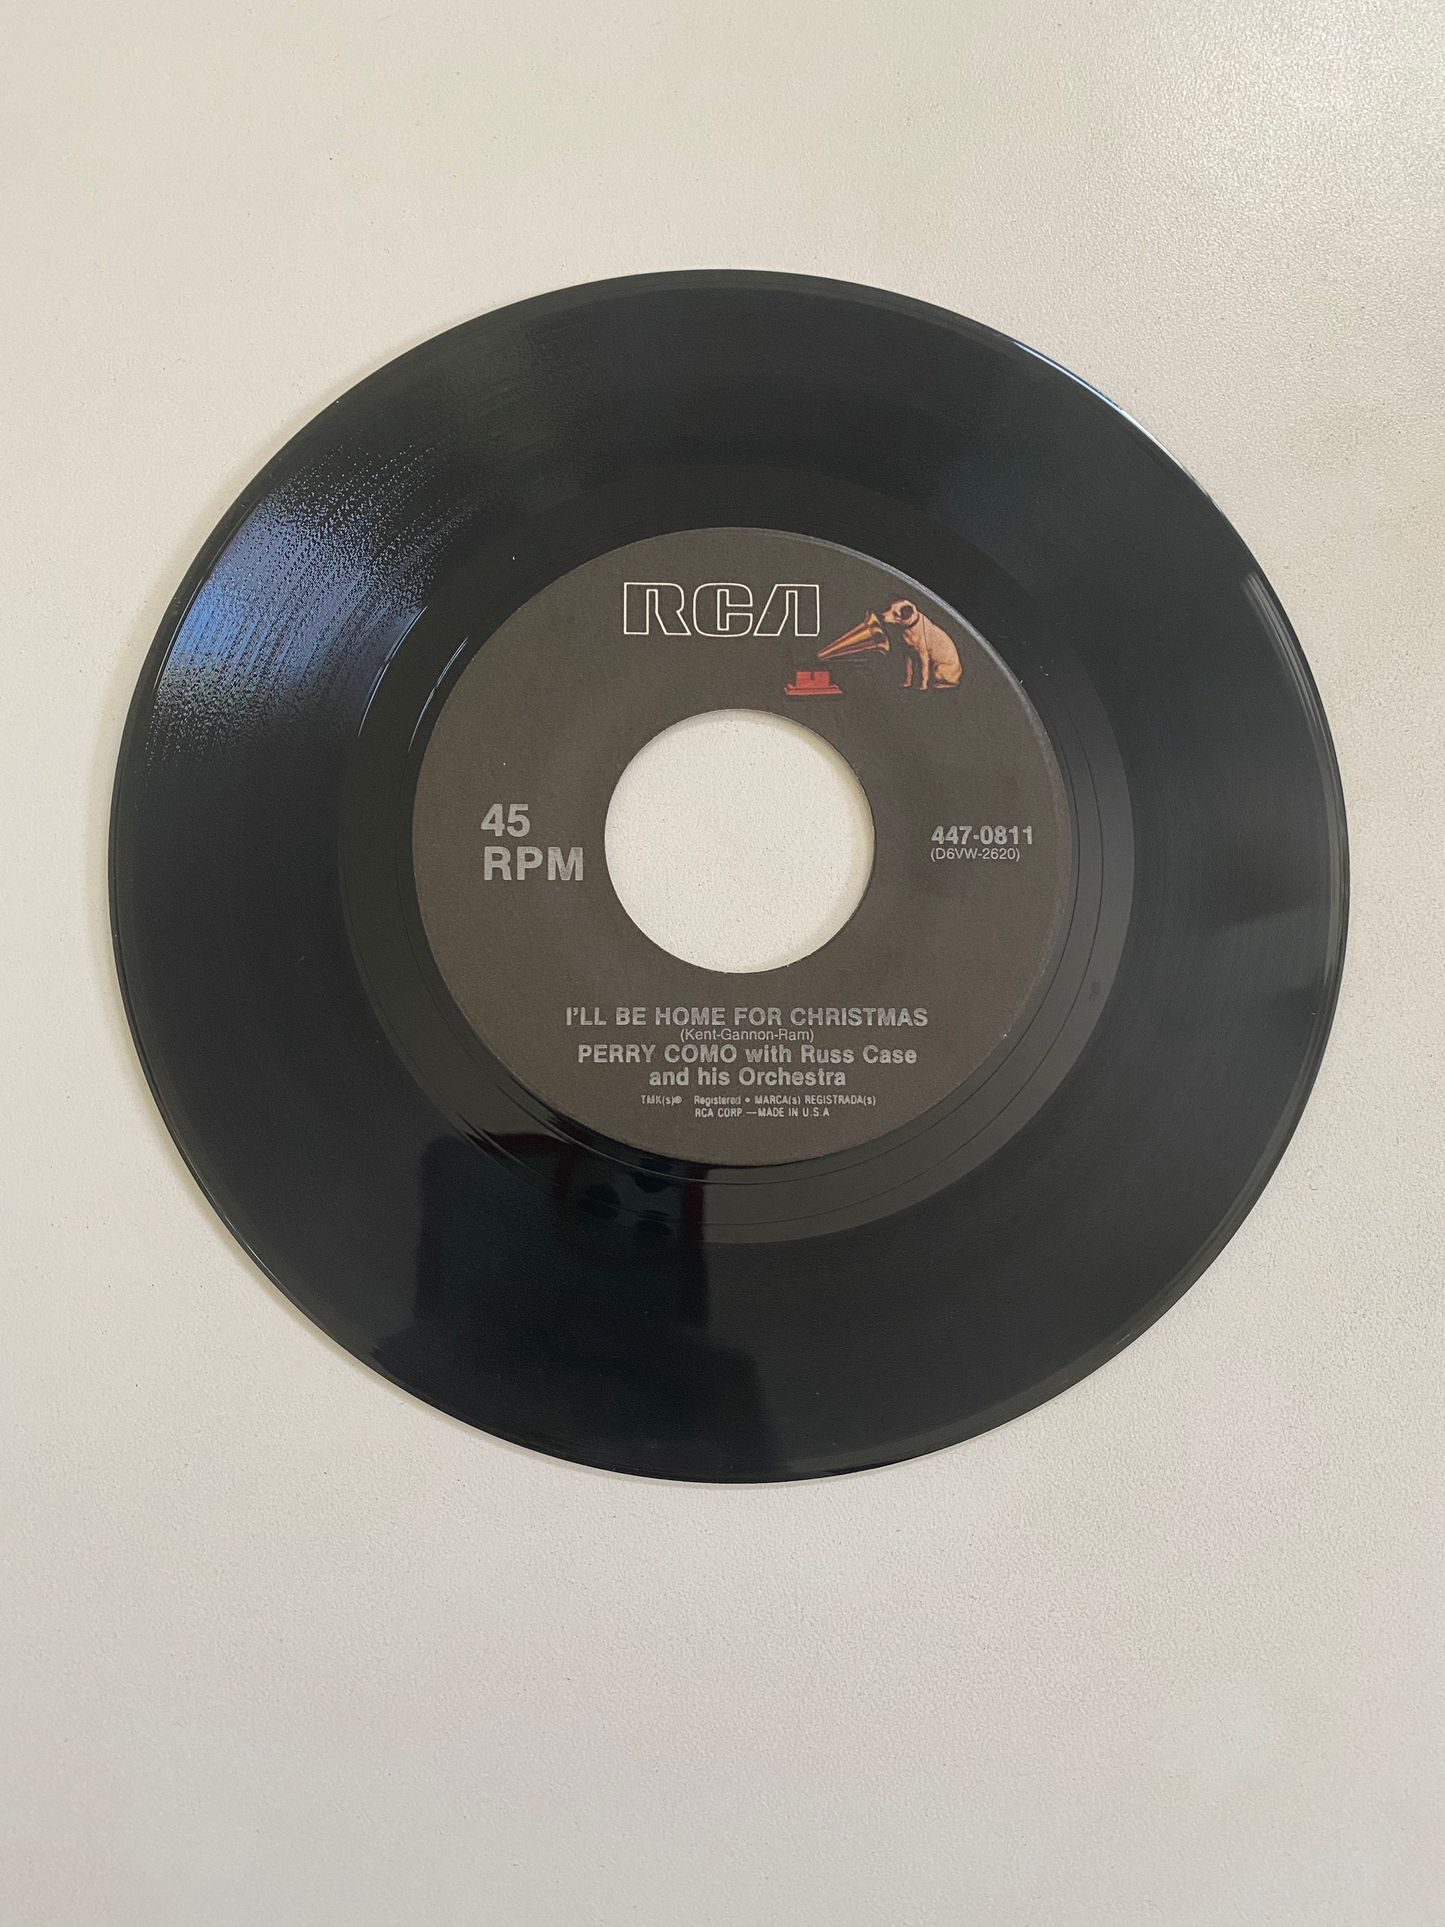 RCA
45
RPM
447-0811
(D6VW-2620)
I'LL BE HOME FOR CHRISTMAS
(Kent-Gannon-Ram)
PERRY COMO with Russ Case
and his Orchestra
TMK(s)® Registered • MARCA(s) REGISTRADA(s)
RCA CORP.—MADE IN U.S.A